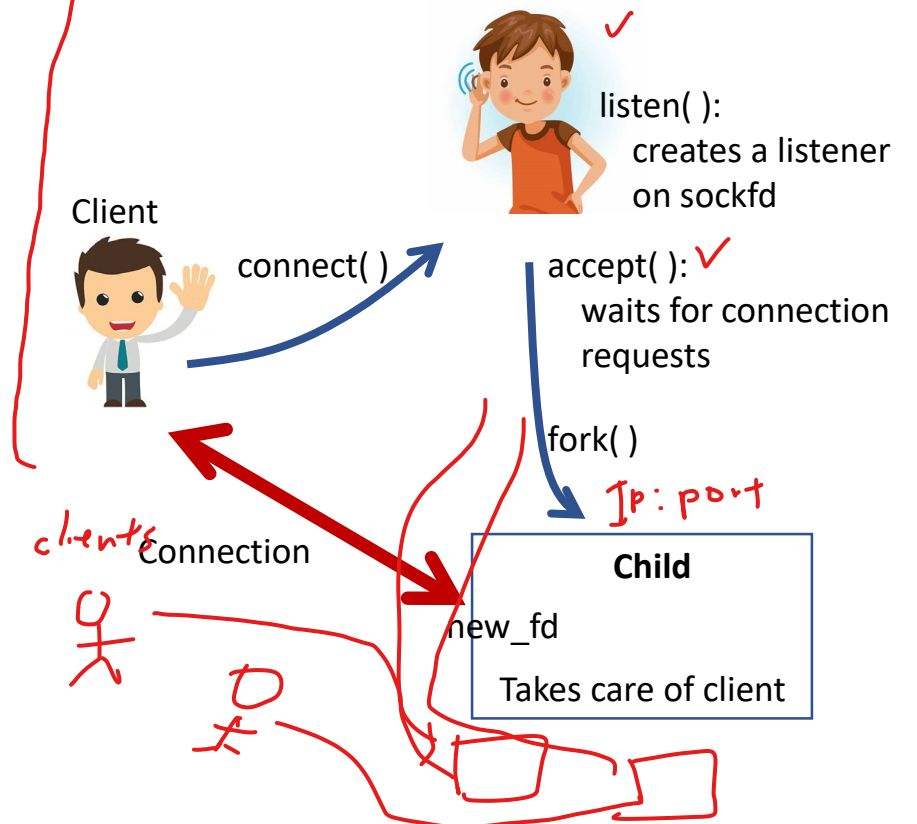 listen( ):
creates a listener
on sockfd
Client
connect( )
accept( ):
waits for connection
requests
fork( )
Ip: port
clients
Connection
Child
new_fd
Takes care of client